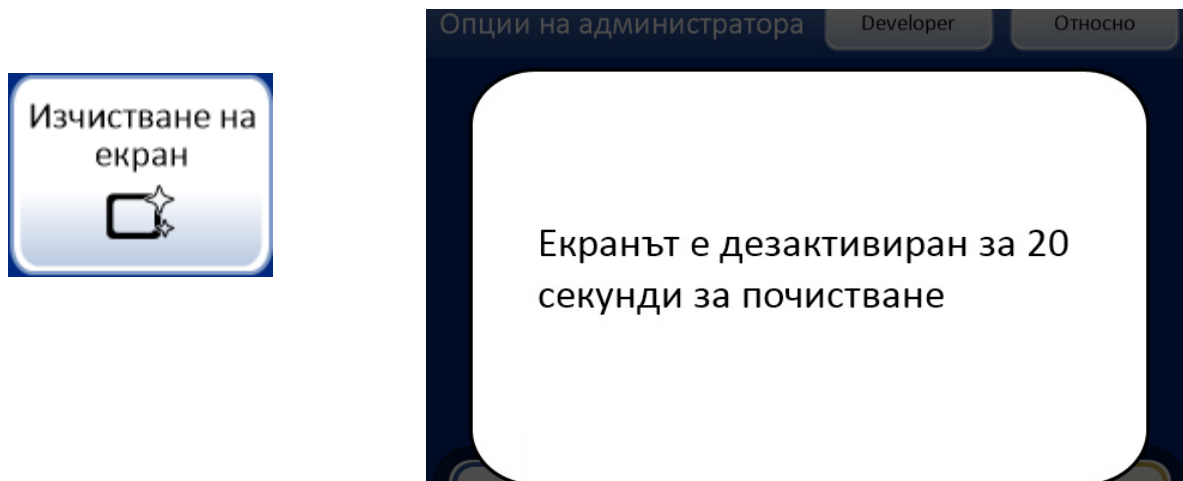 Изчистване на
екран
Опции на администратора Developer Относно
Екранът е дезактивиран за 20
секунди за почистване